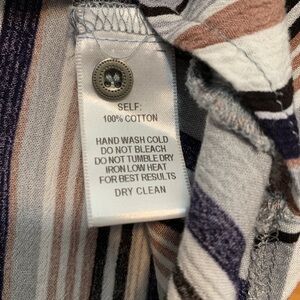 SELF:
100% COTTON
HAND WASH COLD
DO NOT BLEACH
DO NOT TUMBLE DRY
IRON LOW HEAT
FOR BEST RESULTS
DRY CLEAN